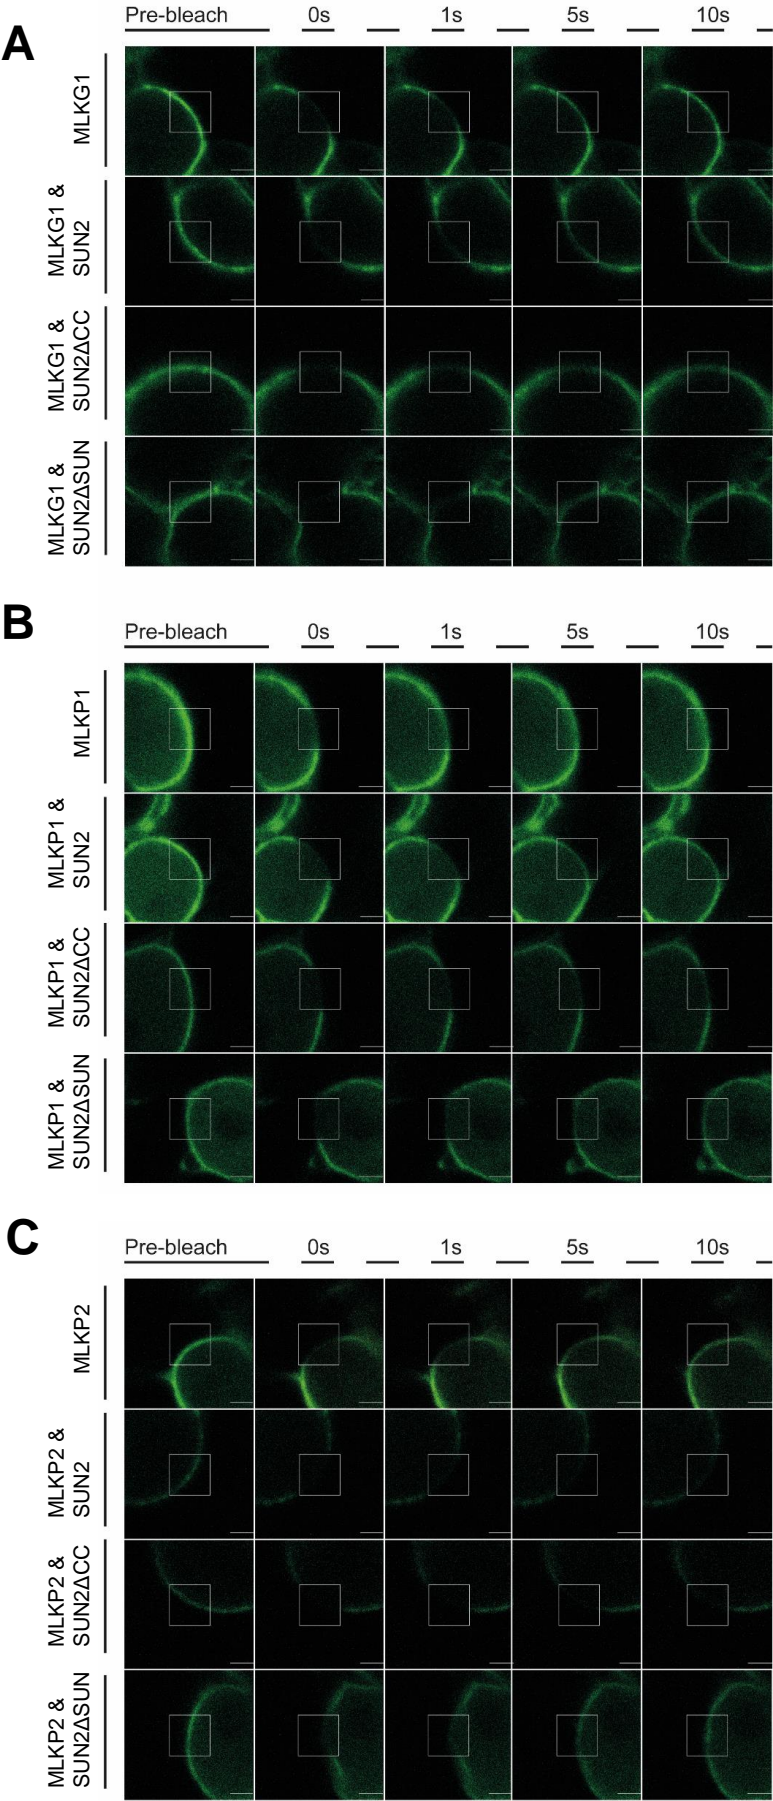 A
Pre-bleach 0s 1s 5s 10s
MLKG1
MLKG1 &
SUN2
MLKG1 &
SUN2ΔCC
MLKG1 &
SUN2ΔSUN
B
Pre-bleach 0s 1s 5s 10s
MLKP1
MLKP1 &
SUN2
MLKP1 &
SUN2ΔCC
MLKP1 &
SUN2ΔSUN
C
Pre-bleach 0s 1s 5s 10s
MLKP2
MLKP2 &
SUN2
MLKP2 &
SUN2ΔCC
MLKP2 &
SUN2ΔSUN